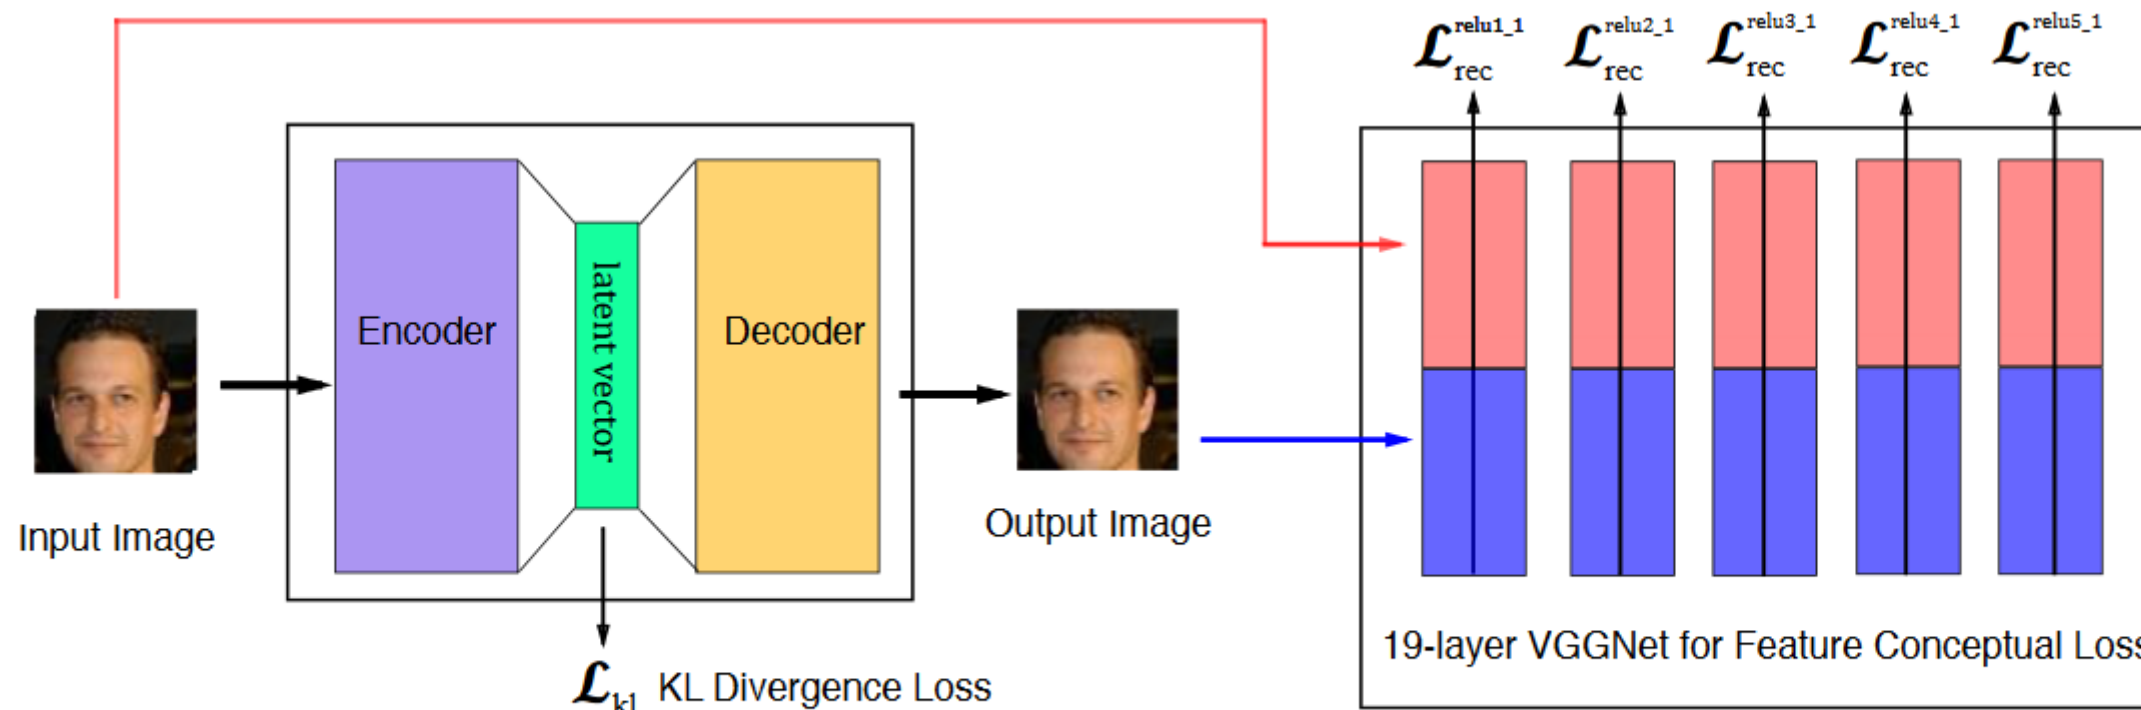 ℒ_rec^relu1_1 ℒ_rec^relu2_1 ℒ_rec^relu3_1 ℒ_rec^relu4_1 ℒ_rec^relu5_1
Encoder
latent vector
Decoder
Input Image
Output Image
19-layer VGGNet for Feature Conceptual Loss
ℒ_kl KL Divergence Loss